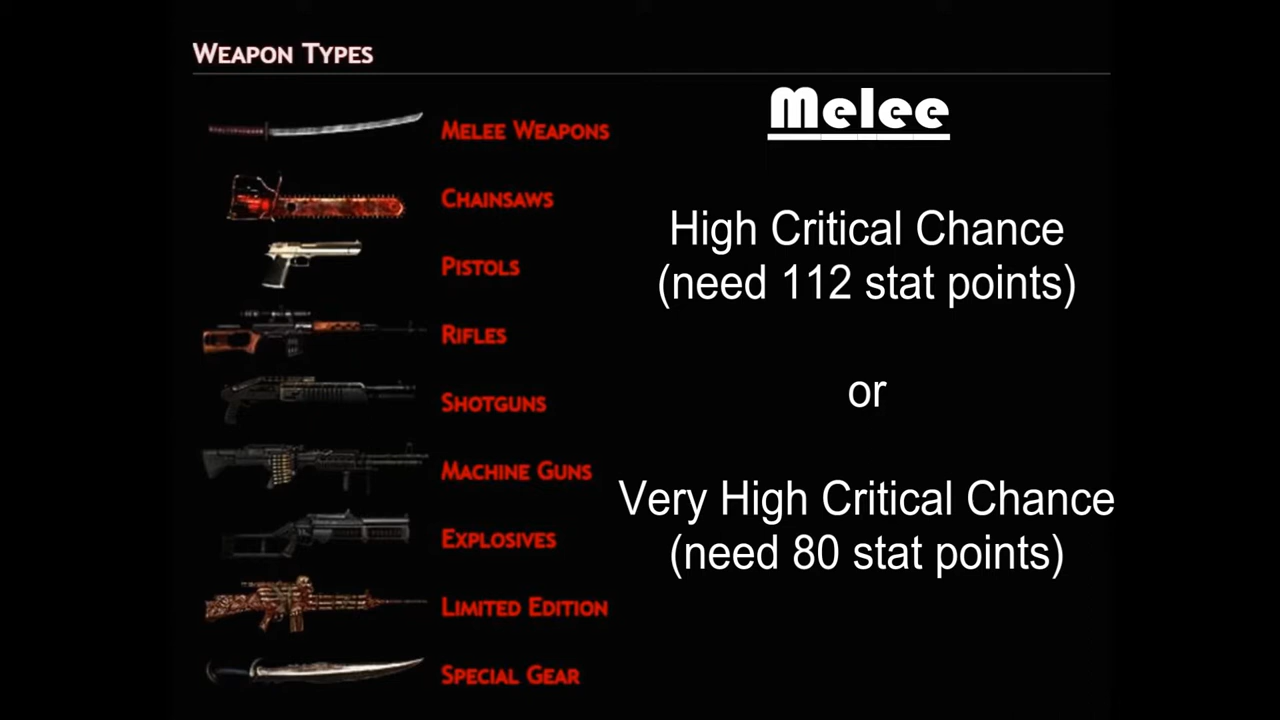 Weapon Types
Melee Weapons
Chainsaws
Pistols
Rifles
Shotguns
Machine Guns
Explosives
Limited Edition
Special Gear
Melee
High Critical Chance
(need 112 stat points)
or
Very High Critical Chance
(need 80 stat points)